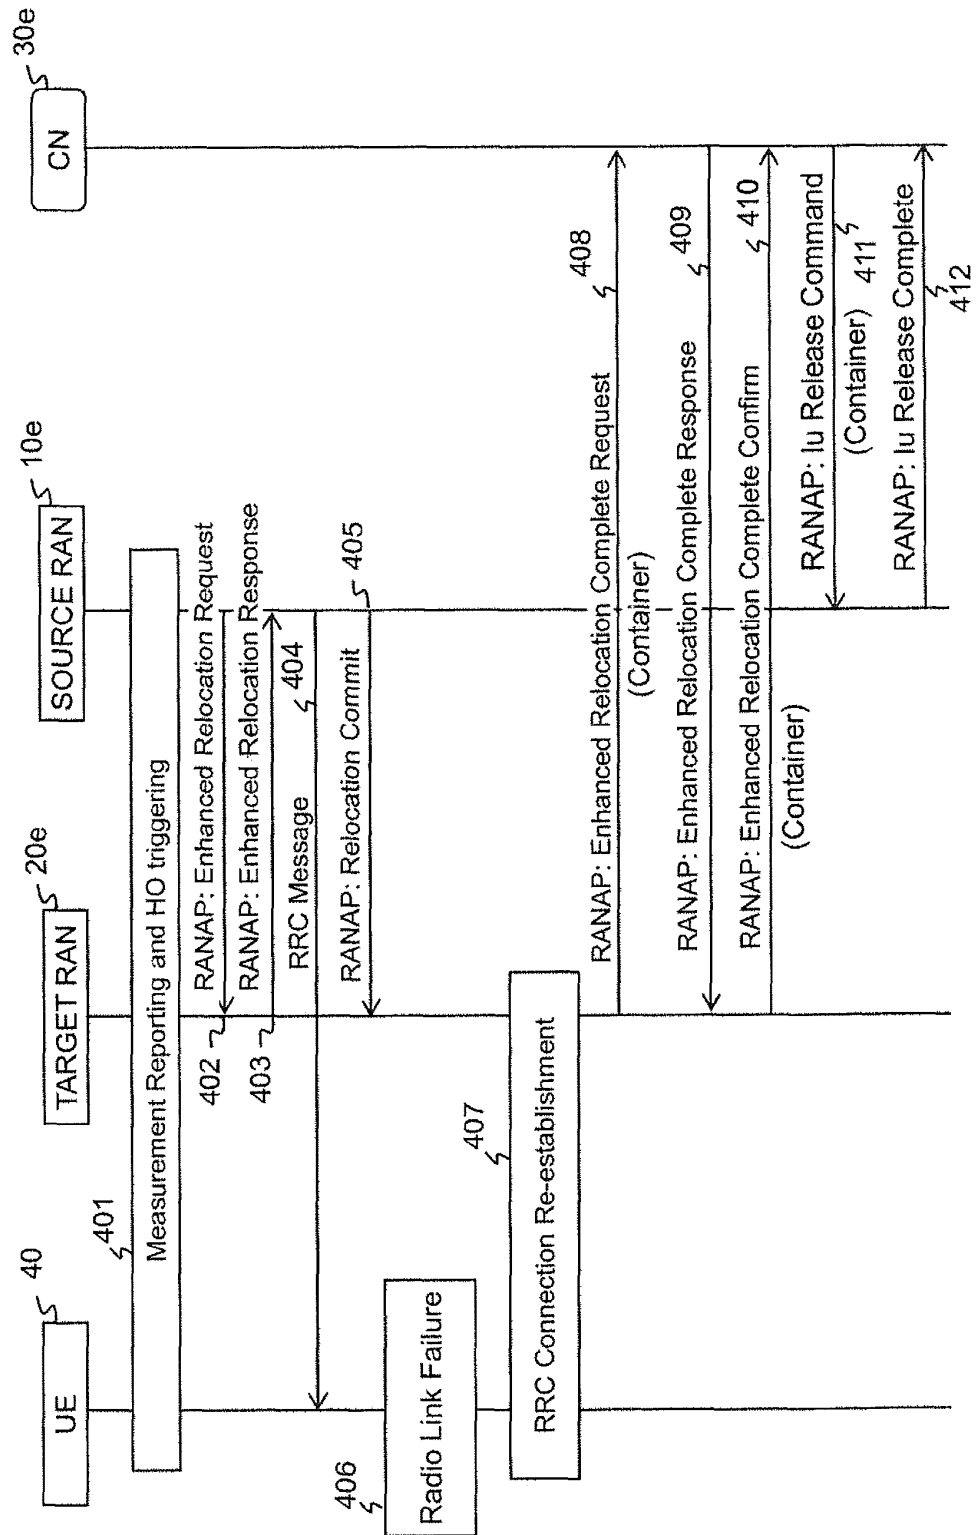 UE
40
TARGET RAN
20e
SOURCE RAN
10e
CN
30e
401
Measurement Reporting and HO triggering
402
RANAP: Enhanced Relocation Request
403
RANAP: Enhanced Relocation Response
RRC Message
404
RANAP: Relocation Commit
405
406
Radio Link Failure
407
RRC Connection Re-establishment
RANAP: Enhanced Relocation Complete Request
408
(Container)
RANAP: Enhanced Relocation Complete Response
409
RANAP: Enhanced Relocation Complete Confirm
410
(Container)
RANAP: Iu Release Command
(Container)
411
RANAP: Iu Release Complete
412